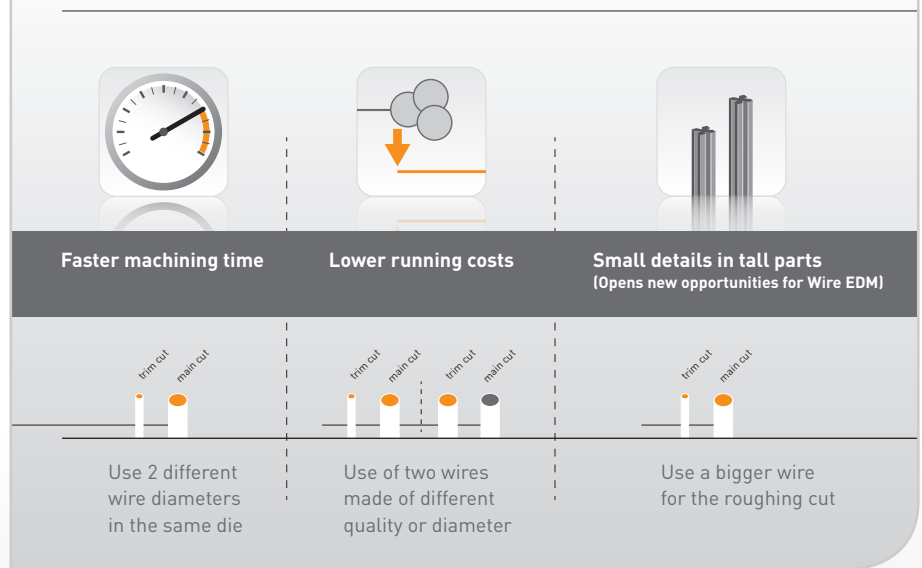 Faster machining time
Lower running costs
Small details in tall parts
(Opens new opportunities for Wire EDM)
trim cut
main cut
trim cut
main cut
trim cut
main cut
trim cut
main cut
Use 2 different
wire diameters
in the same die
Use of two wires
made of different
quality or diameter
Use a bigger wire
for the roughing cut